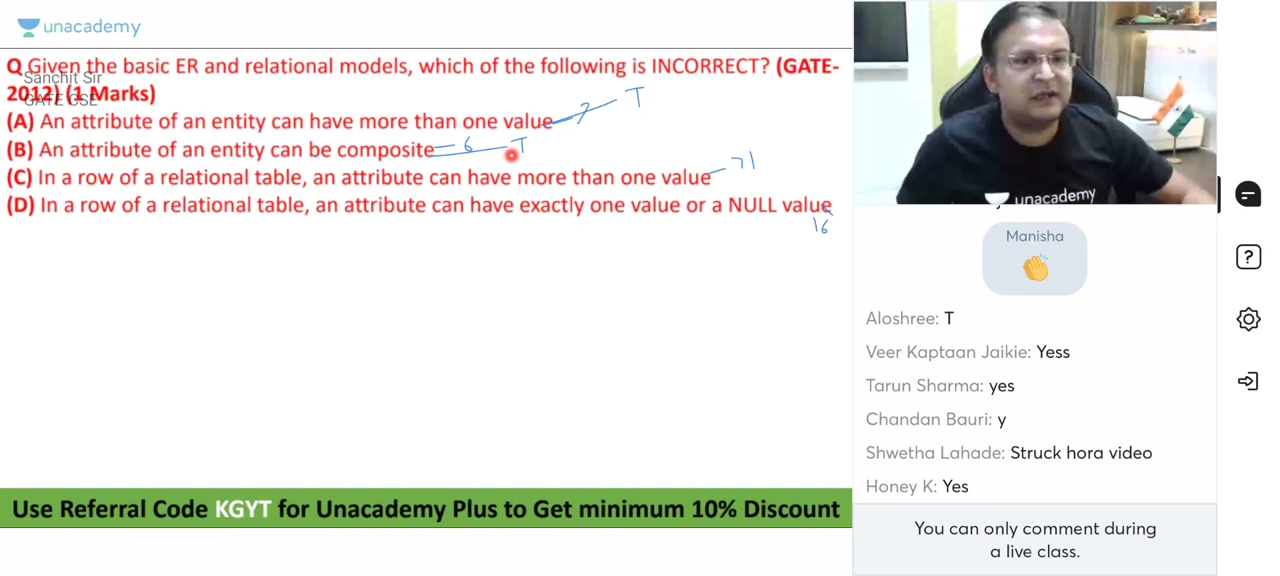 unacademy
Q Given the basic ER and relational models, which of the following is INCORRECT? (GATE-
Sanchit Sir
2012) (1 Marks)
GATE CSE
(A) An attribute of an entity can have more than one value
T
(B) An attribute of an entity can be composite
6
T
(C) In a row of a relational table, an attribute can have more than one value
(D) In a row of a relational table, an attribute can have exactly one value or a NULL value
16
unacademy
Manisha
Aloshree: T
Veer Kaptaan Jaikie: Yess
Tarun Sharma: yes
Chandan Bauri: y
Shwetha Lahade: Struck hora video
Honey K: Yes
You can only comment during
a live class.
Use Referral Code KGYT for Unacademy Plus to Get minimum 10% Discount